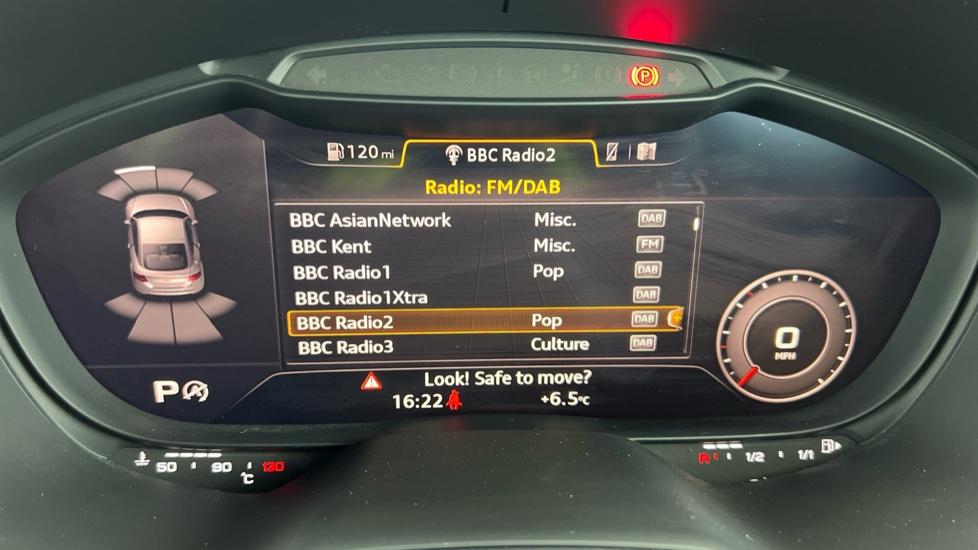 (P)
120 mi
BBC Radio2
Radio: FM/DAB
BBC AsianNetwork Misc. DAB
BBC Kent Misc. FM
BBC Radio1 Pop DAB
BBC Radio1Xtra DAB
BBC Radio2 Pop DAB
BBC Radio3 Culture DAB
0
MPH
P A
Look! Safe to move?
16:22 +6.5°C
50 90 130
°C
R 1/2 1/1